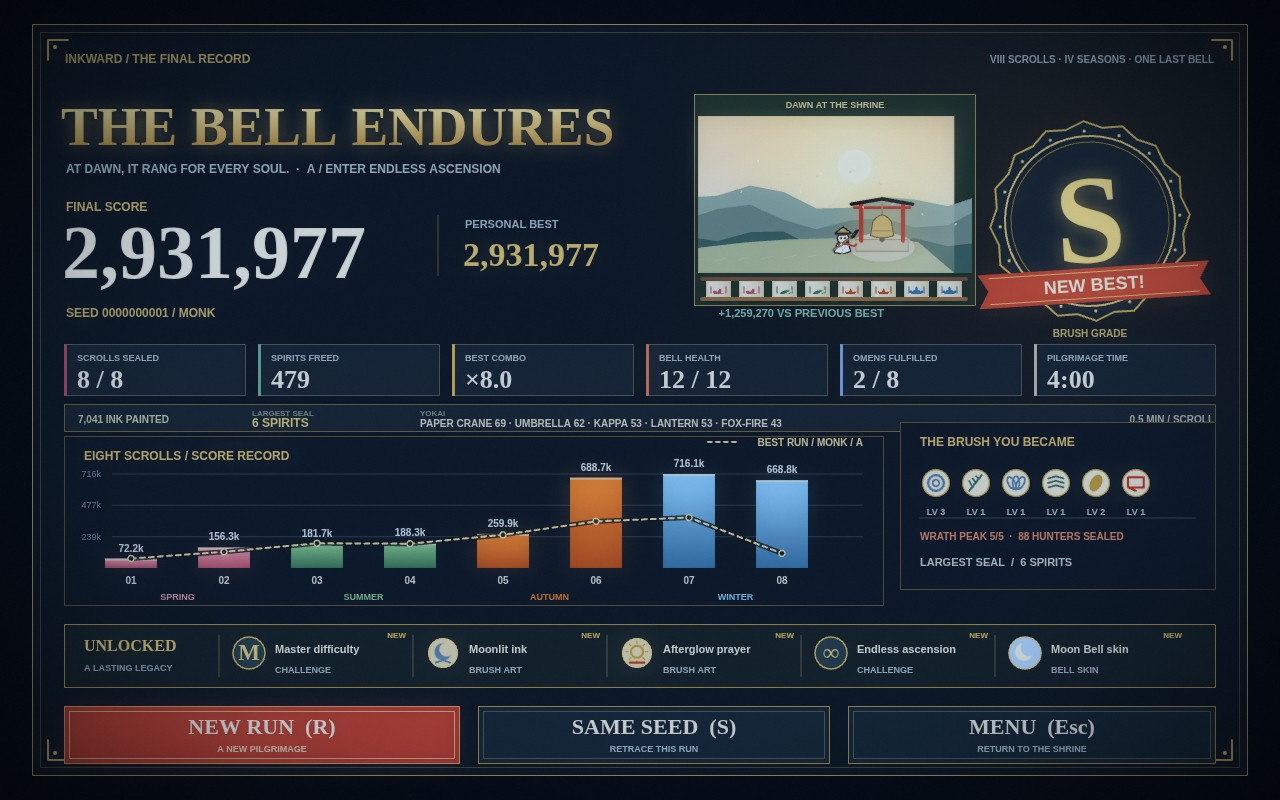 INKWARD / THE FINAL RECORD
VIII SCROLLS · IV SEASONS · ONE LAST BELL
THE BELL ENDURES
AT DAWN, IT RANG FOR EVERY SOUL. · A / ENTER ENDLESS ASCENSION
FINAL SCORE
2,931,977
PERSONAL BEST
2,931,977
SEED 0000000001 / MONK
DAWN AT THE SHRINE
+1,259,270 VS PREVIOUS BEST
S
NEW BEST!
BRUSH GRADE
SCROLLS SEALED
8 / 8
SPIRITS FREED
479
BEST COMBO
×8.0
BELL HEALTH
12 / 12
OMENS FULFILLED
2 / 8
PILGRIMAGE TIME
4:00
7,041 INK PAINTED
LARGEST SEAL
6 SPIRITS
YOKAI
PAPER CRANE 69 · UMBRELLA 62 · KAPPA 53 · LANTERN 53 · FOX-FIRE 43
0.5 MIN / SCROLL
EIGHT SCROLLS / SCORE RECORD
BEST RUN / MONK / A
716k
477k
239k
72.2k
156.3k
181.7k
188.3k
259.9k
688.7k
716.1k
668.8k
01 02 03 04 05 06 07 08
SPRING SUMMER AUTUMN WINTER
THE BRUSH YOU BECAME
LV 3 LV 1 LV 1 LV 1 LV 2 LV 1
WRATH PEAK 5/5 · 88 HUNTERS SEALED
LARGEST SEAL / 6 SPIRITS
UNLOCKED
A LASTING LEGACY
NEW
M
Master difficulty
CHALLENGE
NEW
Moonlit ink
BRUSH ART
NEW
Afterglow prayer
BRUSH ART
NEW
∞
Endless ascension
CHALLENGE
NEW
Moon Bell skin
BELL SKIN
NEW RUN (R)
A NEW PILGRIMAGE
SAME SEED (S)
RETRACE THIS RUN
MENU (Esc)
RETURN TO THE SHRINE